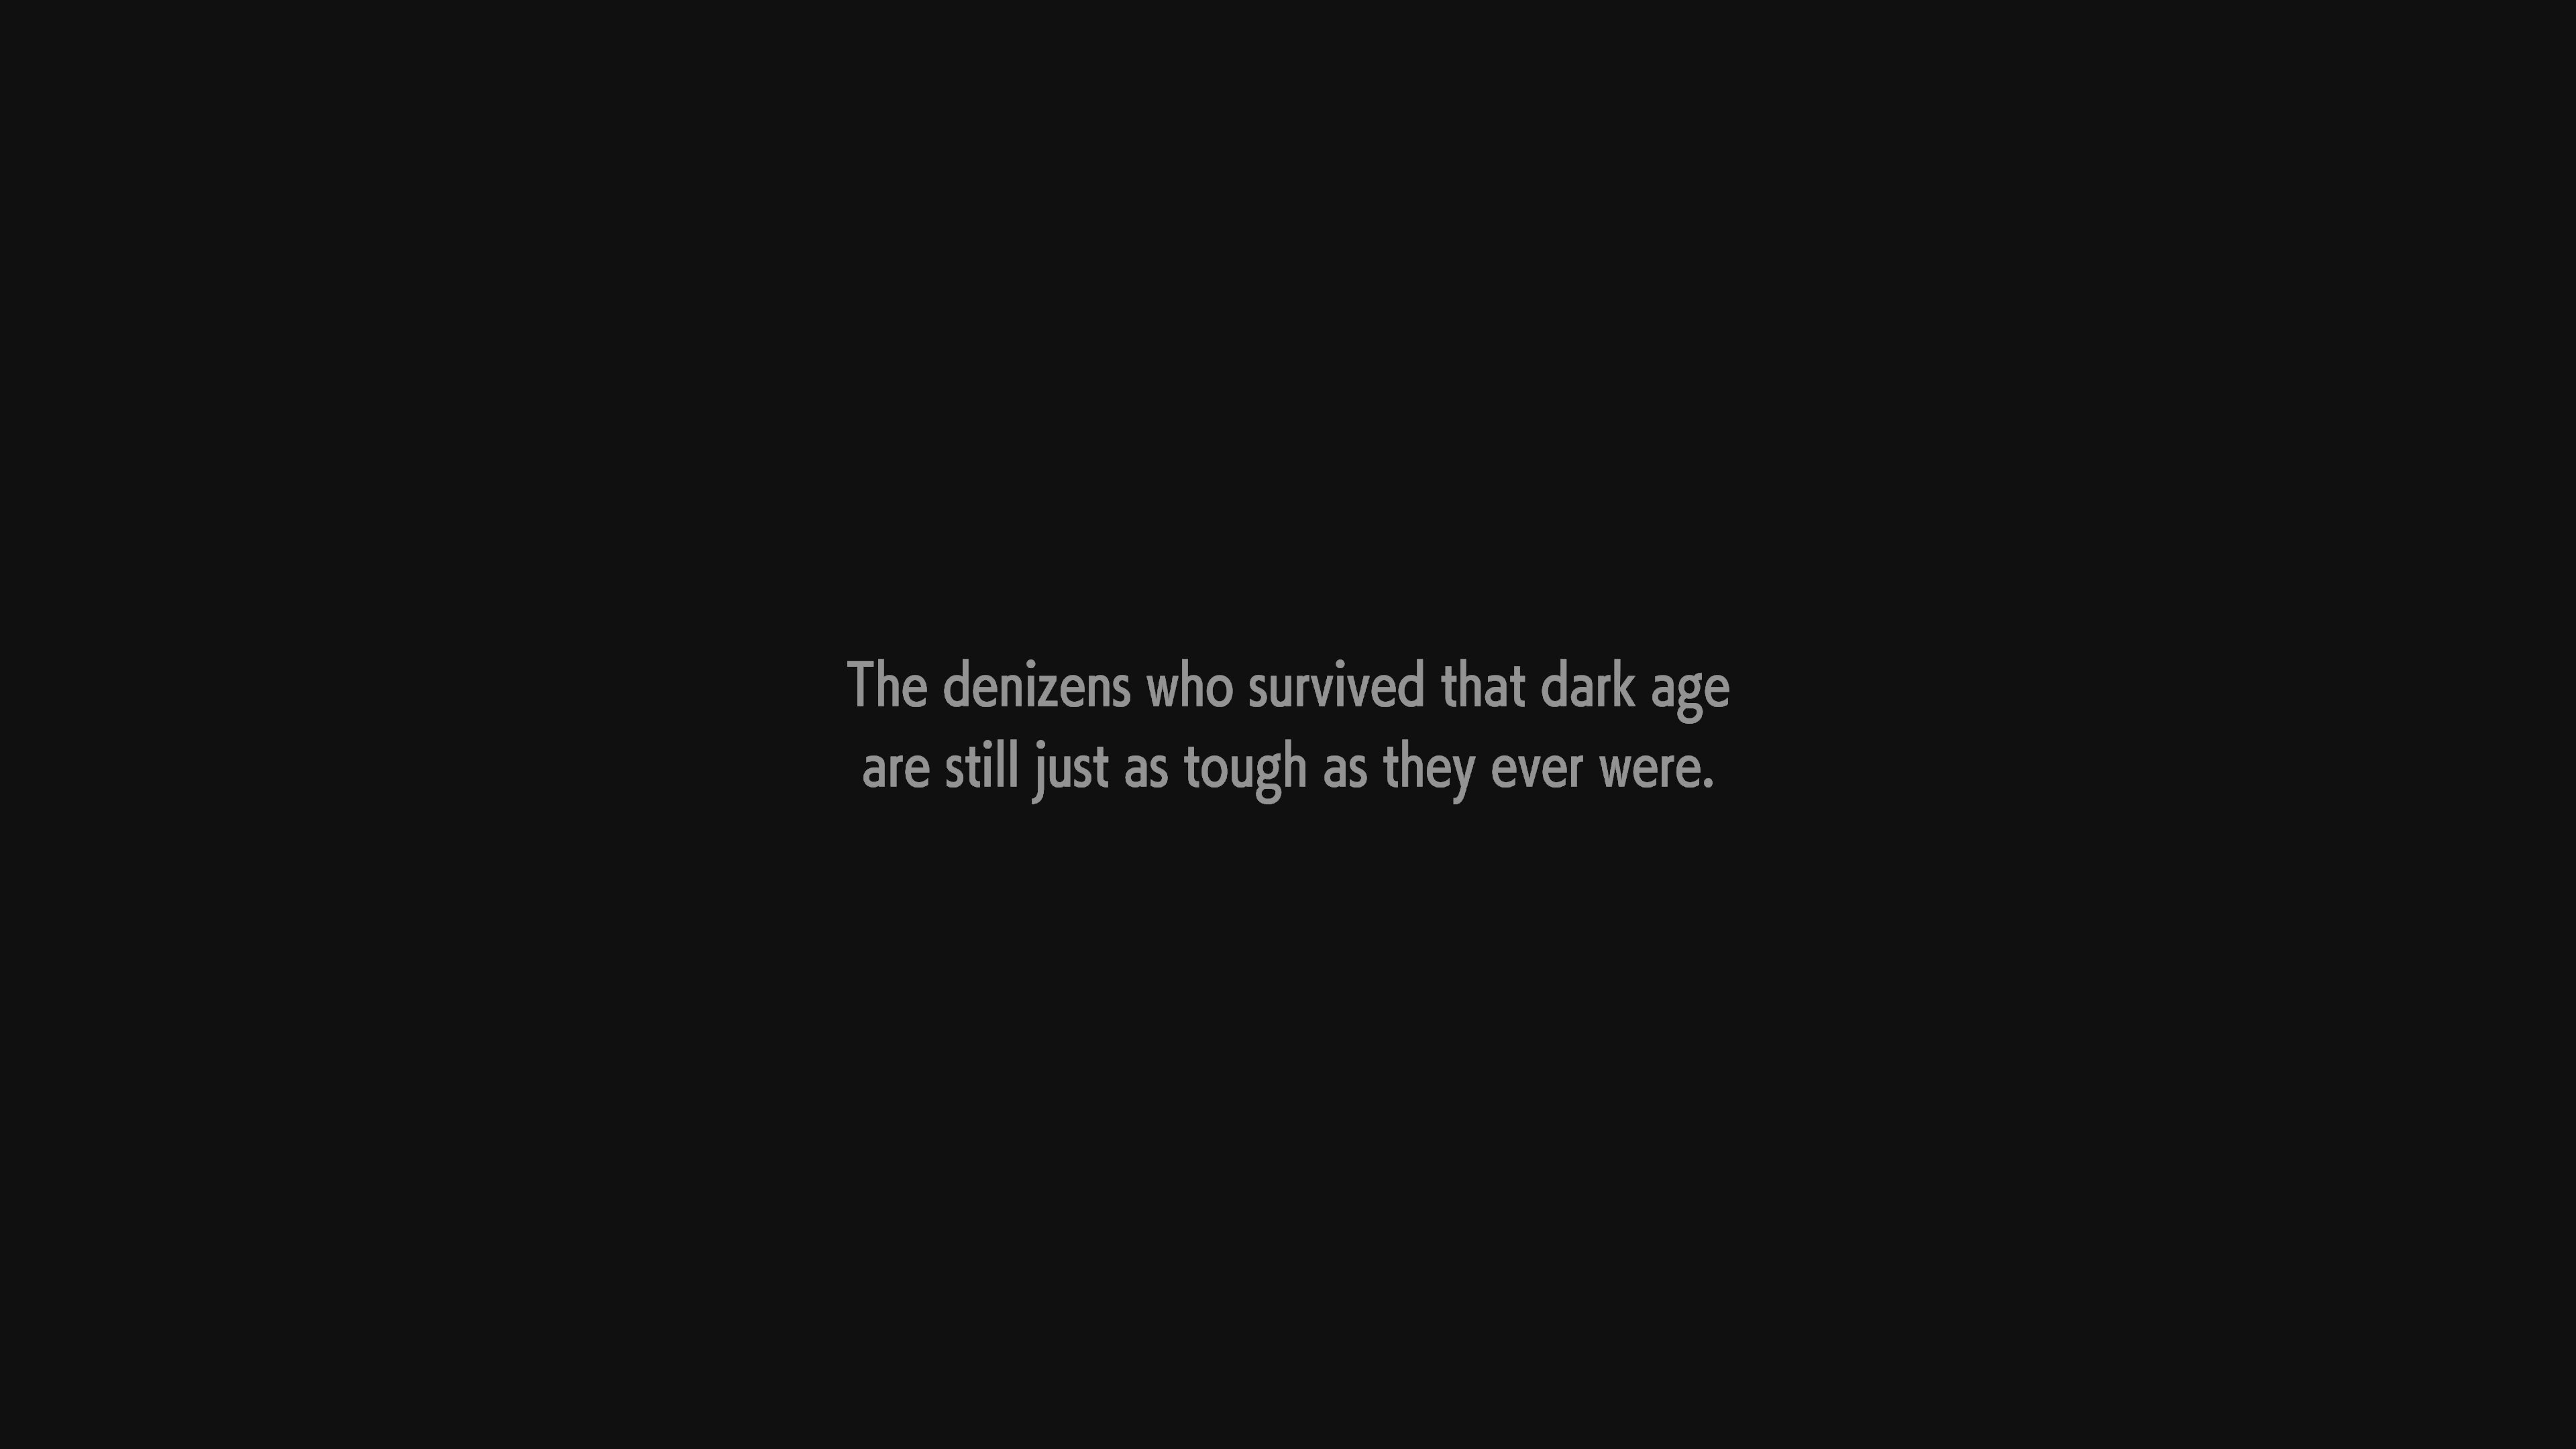 The denizens who survived that dark age
are still just as tough as they ever were.